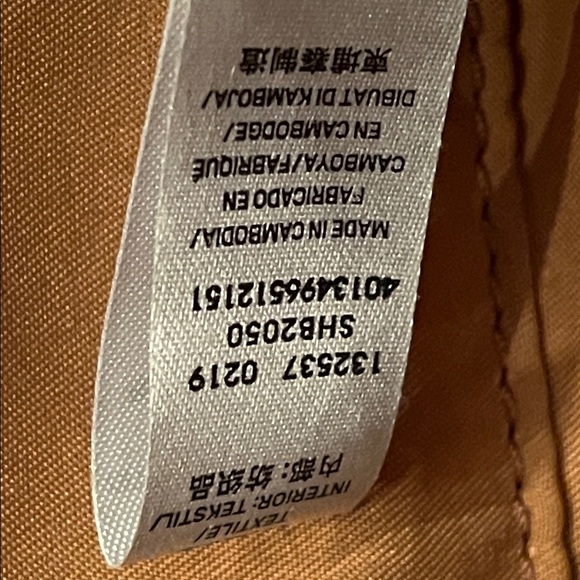 TEXTILE/
INTERIOR: TEKSTIL/
内部: 纺织品
132537 0219
SHB2050
4013496512151
MADE IN CAMBODIA/
FABRICADO EN
CAMBOYA/FABRIQUÉ
EN CAMBODGE/
DIBUAT DI KAMBOJA/
柬埔寨制造